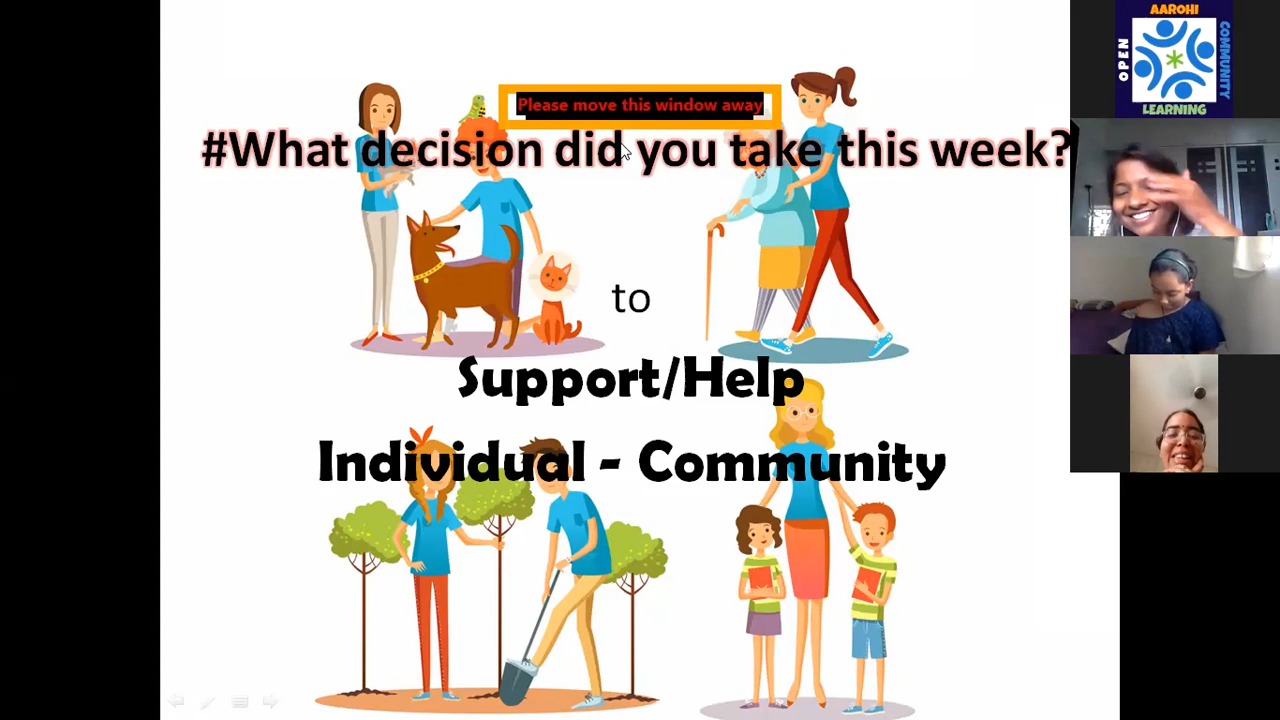 Please move this window away
#What decision did you take this week?
to
Support/Help
Individual - Community
AAROHI
OPEN
COMMUNITY
LEARNING